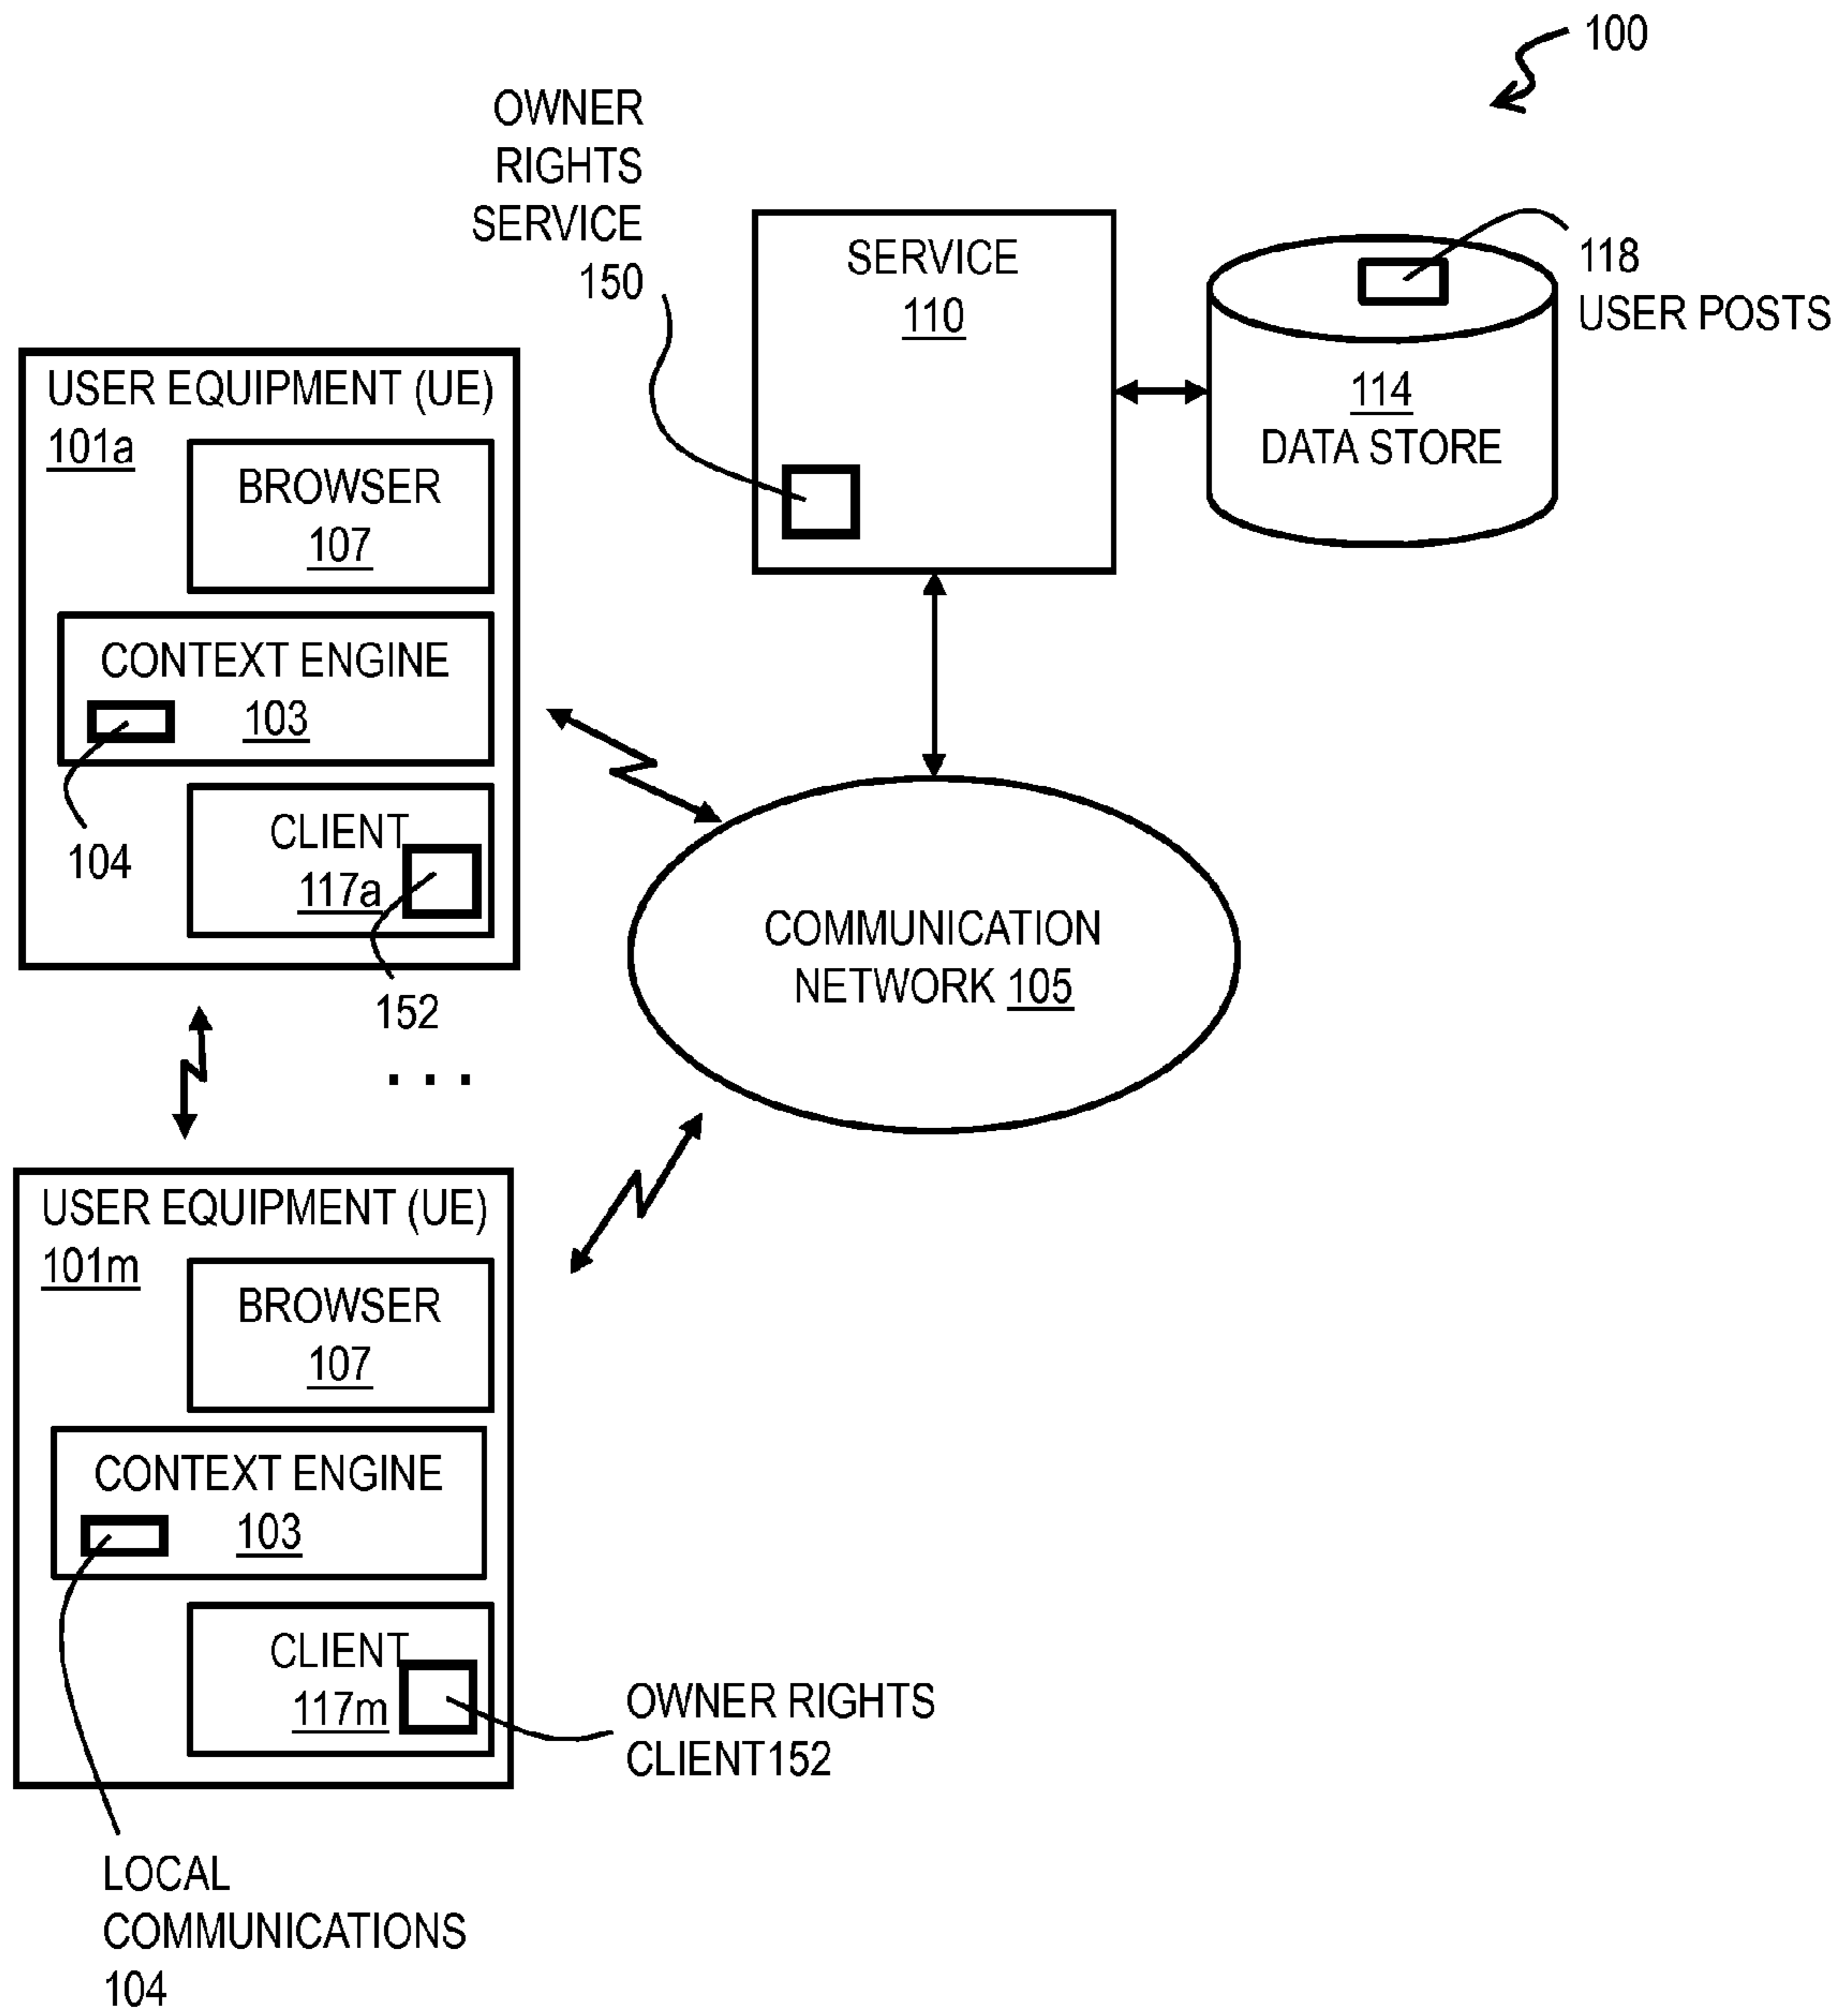 100
OWNER
RIGHTS
SERVICE
150
SERVICE
110
118
USER POSTS
114
DATA STORE
USER EQUIPMENT (UE)
101a
BROWSER
107
CONTEXT ENGINE
103
104
CLIENT
117a
152
COMMUNICATION
NETWORK 105
. . .
USER EQUIPMENT (UE)
101m
BROWSER
107
CONTEXT ENGINE
103
CLIENT
117m
OWNER RIGHTS
CLIENT152
LOCAL
COMMUNICATIONS
104